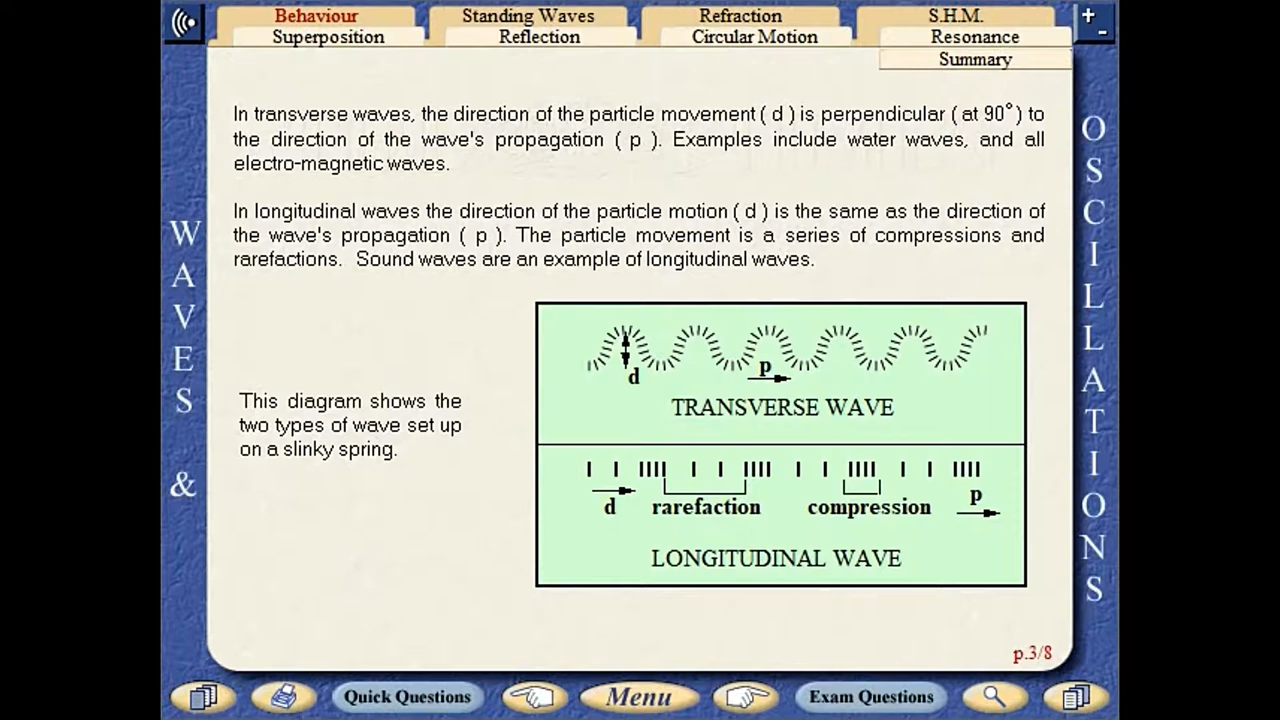 Behaviour
Standing Waves
Refraction
S.H.M.
+
-
Superposition
Reflection
Circular Motion
Resonance
Summary
WAVES &
OSCILLATIONS
In transverse waves, the direction of the particle movement ( d ) is perpendicular ( at 90° ) to
the direction of the wave's propagation ( p ). Examples include water waves, and all
electro-magnetic waves.
In longitudinal waves the direction of the particle motion ( d ) is the same as the direction of
the wave's propagation ( p ). The particle movement is a series of compressions and
rarefactions. Sound waves are an example of longitudinal waves.
This diagram shows the
two types of wave set up
on a slinky spring.
d
p
TRANSVERSE WAVE
d
rarefaction
compression
p
LONGITUDINAL WAVE
p.3/8
Quick Questions
Menu
Exam Questions